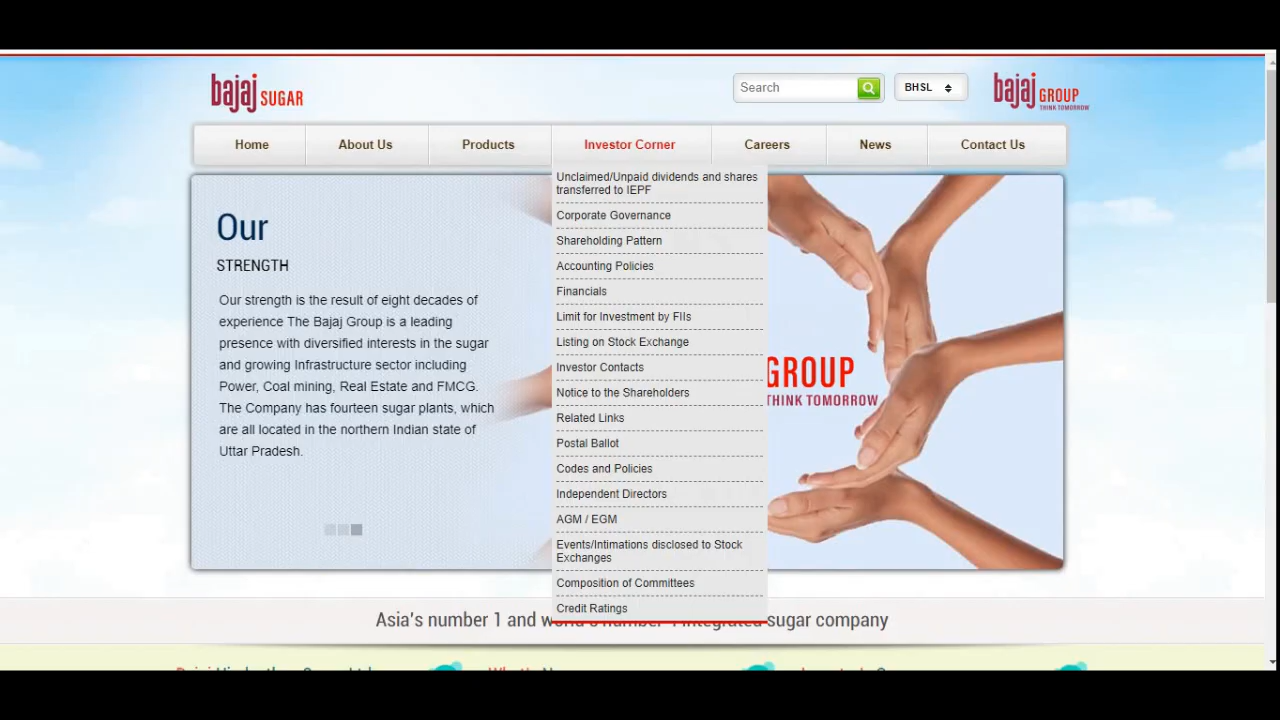 bajaj SUGAR
Search
BHSL
bajaj GROUP
THINK TOMORROW
Home
About Us
Products
Investor Corner
Careers
News
Contact Us
Our
STRENGTH
Our strength is the result of eight decades of
experience The Bajaj Group is a leading
presence with diversified interests in the sugar
and growing Infrastructure sector including
Power, Coal mining, Real Estate and FMCG.
The Company has fourteen sugar plants, which
are all located in the northern Indian state of
Uttar Pradesh.
Unclaimed/Unpaid dividends and shares
transferred to IEPF
Corporate Governance
Shareholding Pattern
Accounting Policies
Financials
Limit for Investment by FIIs
Listing on Stock Exchange
Investor Contacts
Notice to the Shareholders
Related Links
Postal Ballot
Codes and Policies
Independent Directors
AGM / EGM
Events/Intimations disclosed to Stock
Exchanges
Composition of Committees
Credit Ratings
GROUP
THINK TOMORROW
Asia's number 1 and sugar company